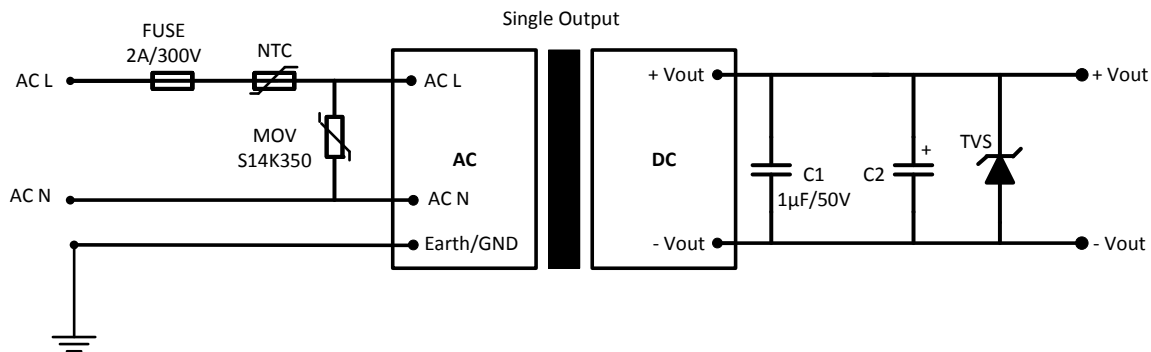 Single Output
FUSE
2A/300V
NTC
AC L
AC L
+ Vout
+ Vout
MOV
S14K350
AC
DC
C1
1µF/50V
C2
+
TVS
AC N
AC N
Earth/GND
- Vout
- Vout